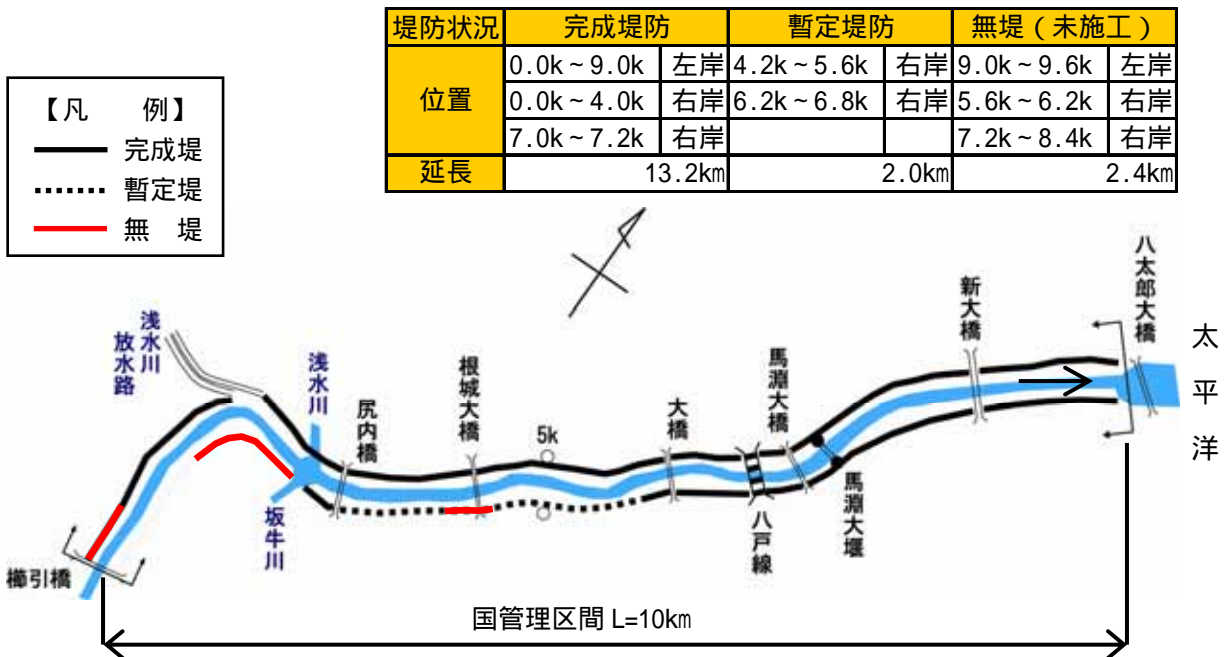 堤防状況 完成堤防 暫定堤防 無堤（未施工）
位置 0.0k～9.0k 左岸 4.2k～5.6k 右岸 9.0k～9.6k 左岸
0.0k～4.0k 右岸 6.2k～6.8k 右岸 5.6k～6.2k 右岸
7.0k～7.2k 右岸 7.2k～8.4k 右岸
延長 13.2km 2.0km 2.4km
【凡 例】
完成堤
暫定堤
無 堤
浅水川
放水路
浅水川
尻内橋
根城大橋
5k
大橋
馬淵大橋
新大橋
八太郎大橋
太平洋
櫛引橋
坂牛川
八戸線
馬淵大堰
国管理区間 L=10km